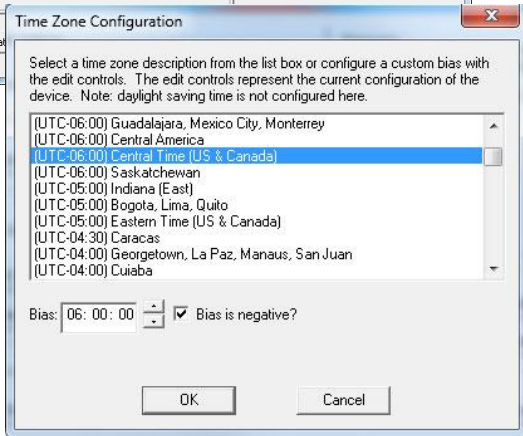 Time Zone Configuration
Select a time zone description from the list box or configure a custom bias with
the edit controls. The edit controls represent the current configuration of the
device. Note: daylight saving time is not configured here.
(UTC-06:00) Guadalajara, Mexico City, Monterrey
(UTC-06:00) Central America
(UTC-06:00) Central Time (US & Canada)
(UTC-06:00) Saskatchewan
(UTC-05:00) Indiana (East)
(UTC-05:00) Bogota, Lima, Quito
(UTC-05:00) Eastern Time (US & Canada)
(UTC-04:30) Caracas
(UTC-04:00) Georgetown, La Paz, Manaus, San Juan
(UTC-04:00) Cuiaba
Bias: 06: 00: 00 Bias is negative?
OK Cancel